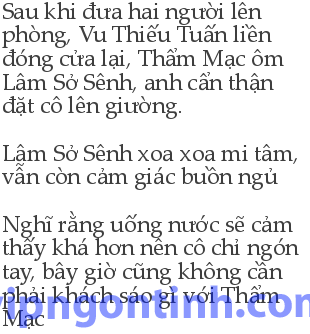 Sau khi đưa hai người lên
phòng, Vu Thiếu Tuấn liền
đóng cửa lại, Thẩm Mạc ôm
Lâm Sở Sênh, anh cẩn thận
đặt cô lên giường.
Lâm Sở Sênh xoa xoa mi tâm,
vẫn còn cảm giác buồn ngủ
Nghĩ rằng uống nước sẽ cảm
thấy khá hơn nên cô chỉ ngón
tay, bây giờ cũng không cần
phải khách sáo gì với Thẩm
Mạc
vipngontinh.com